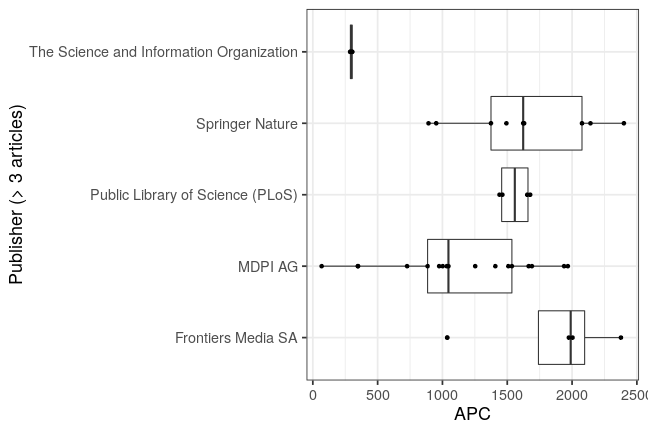 The Science and Information Organization
Springer Nature
Public Library of Science (PLoS)
MDPI AG
Frontiers Media SA
Publisher (> 3 articles)
0 500 1000 1500 2000 2500
APC